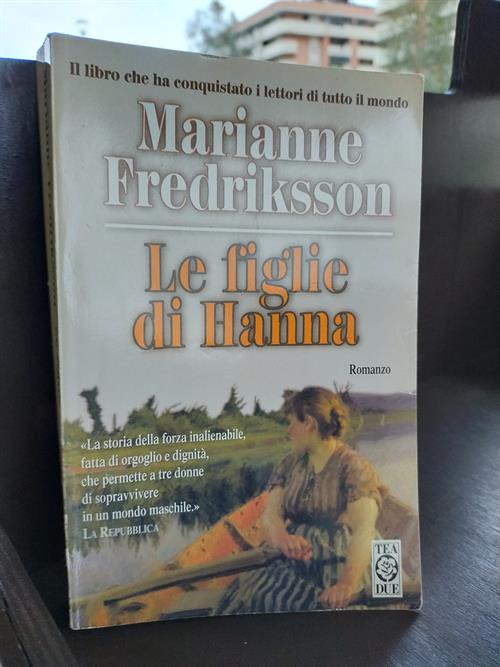 Il libro che ha conquistato i lettori di tutto il mondo
Marianne
Fredriksson
Le figlie
di Hanna
Romanzo
«La storia della forza inalienabile,
fatta di orgoglio e dignità,
che permette a tre donne
di sopravvivere
in un mondo maschile.»
LA REPUBBLICA
TEA
DUE